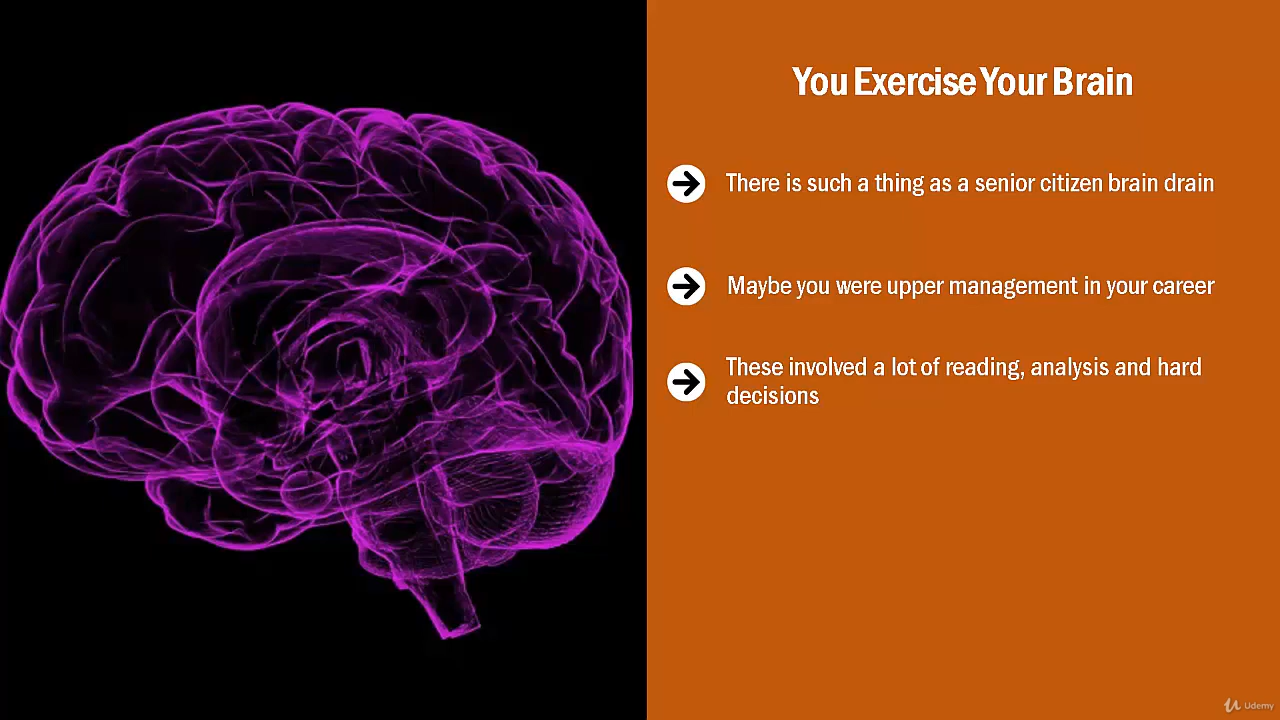 You Exercise Your Brain
There is such a thing as a senior citizen brain drain
Maybe you were upper management in your career
These involved a lot of reading, analysis and hard
decisions
Udemy